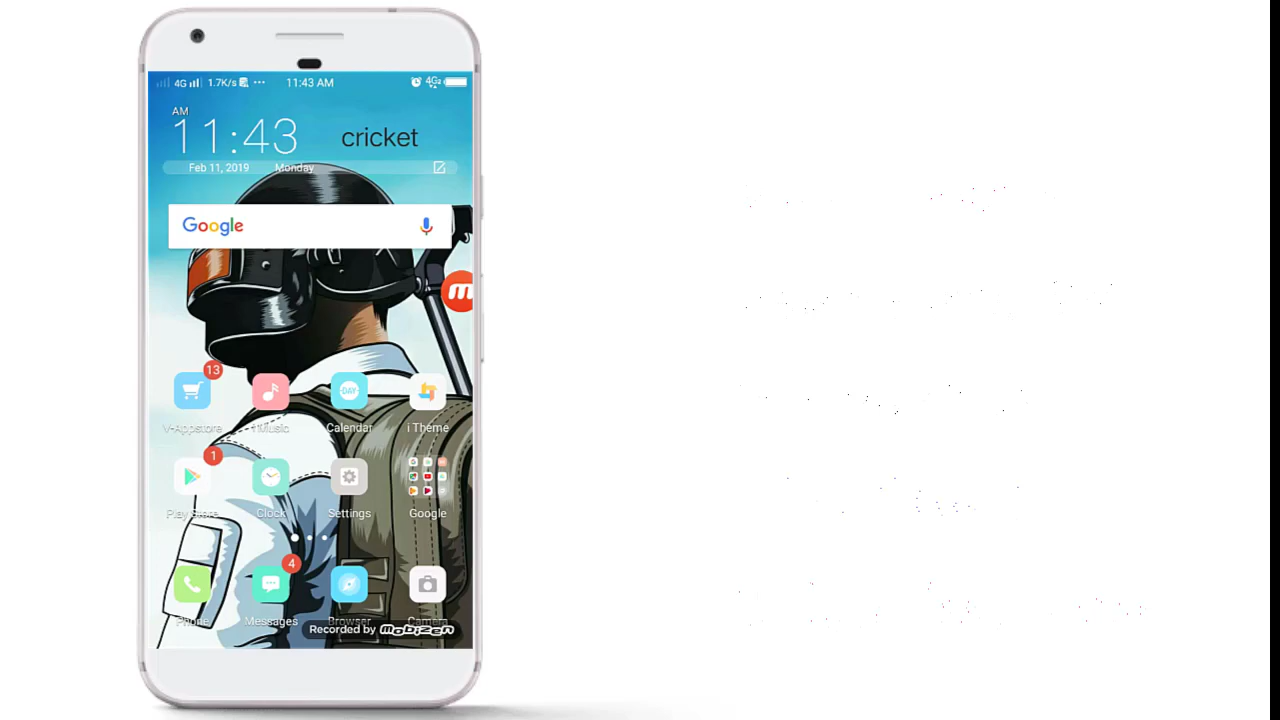 4G 1.7K/s ... 11:43 AM 4G2
AM
11:43 cricket
Feb 11, 2019 Monday
Google
m
13
DAY
V-Appstore i Music Calendar i Theme
1
Play Store Clock Settings Google
4
Phone Messages Browser Camera
Recorded by mobizen